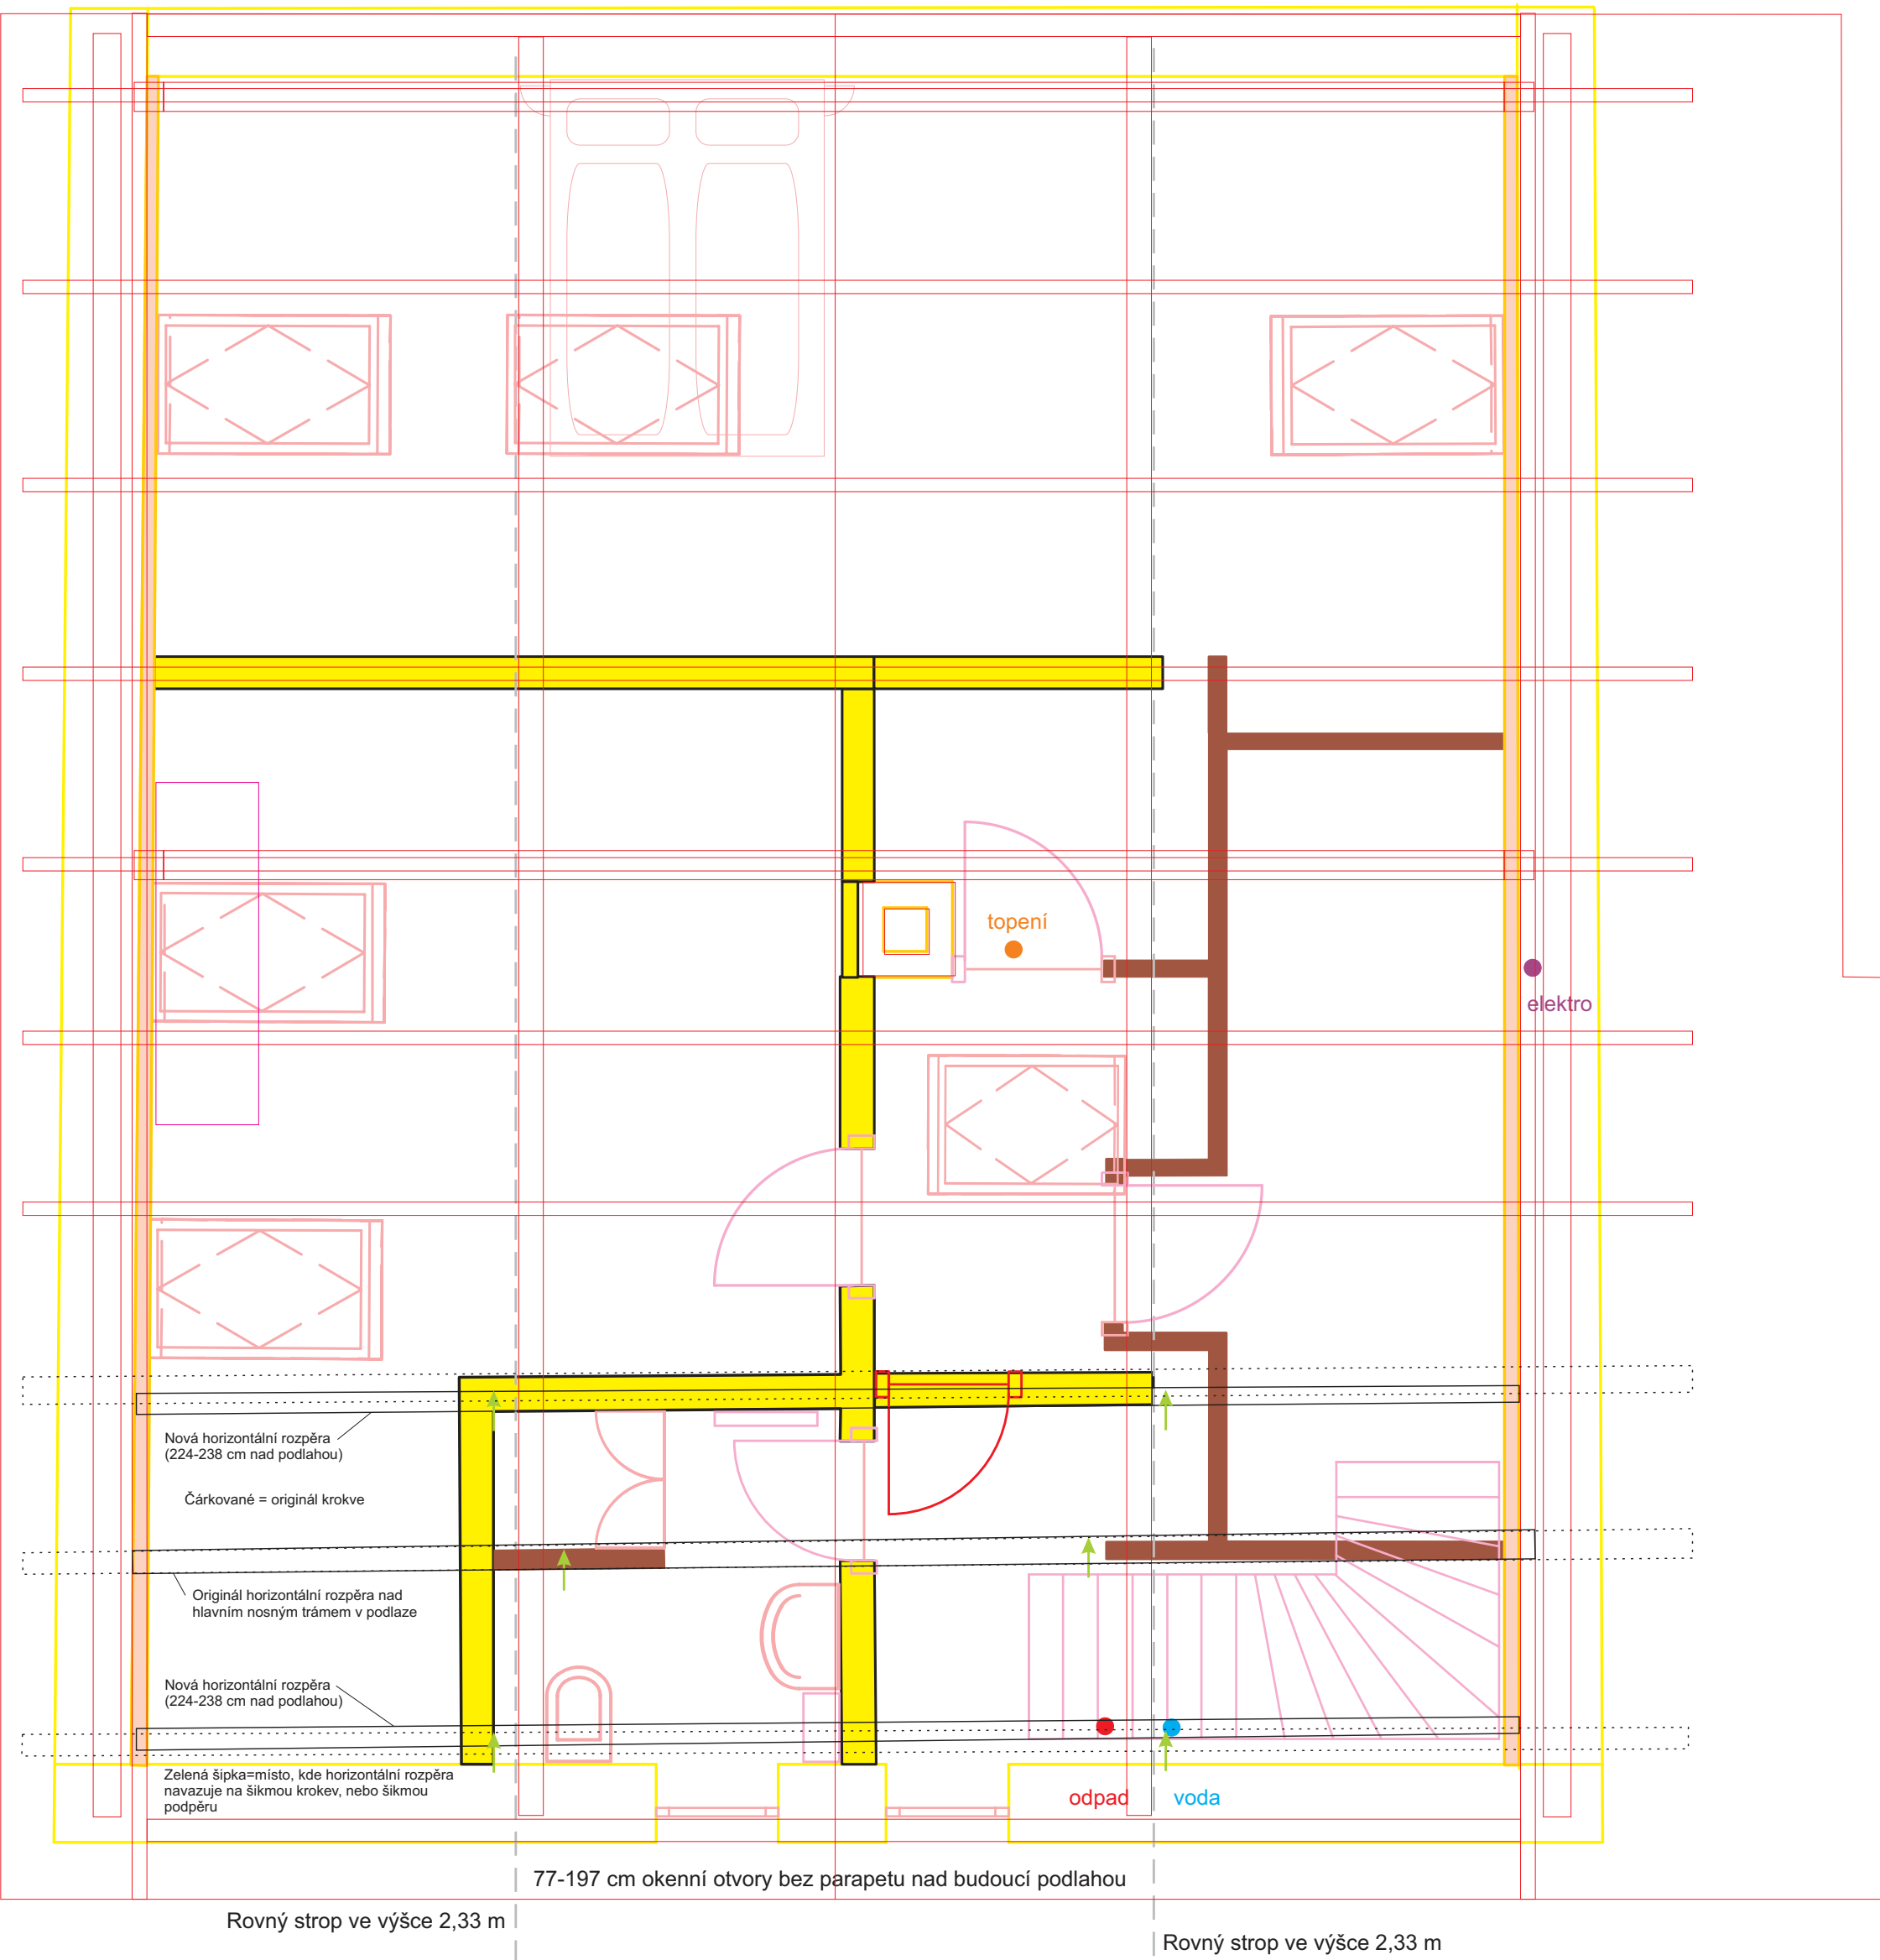 topení
elektro
Nová horizontální rozpěra
(224-238 cm nad podlahou)
Čárkované = originál krokve
Originál horizontální rozpěra nad
hlavním nosným trámem v podlaze
Nová horizontální rozpěra
(224-238 cm nad podlahou)
Zelená šipka=místo, kde horizontální rozpěra
navazuje na šikmou krokev, nebo šikmou
podpěru
odpad
voda
77-197 cm okenní otvory bez parapetu nad budoucí podlahou
Rovný strop ve výšce 2,33 m
Rovný strop ve výšce 2,33 m